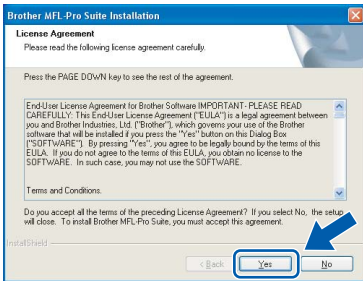 Brother MFL-Pro Suite Installation
License Agreement
Please read the following license agreement carefully.
Press the PAGE DOWN key to see the rest of the agreement.
End-User License Agreement for Brother Software IMPORTANT- PLEASE READ
CAREFULLY: This End-User License Agreement ("EULA") is a legal agreement between
you and Brother Industries, Ltd. ("Brother"), which governs your use of the Brother
software that will be installed if you press the "Yes" button on this Dialog Box
("SOFTWARE"). By pressing "Yes", you agree to be legally bound by the terms of this
EULA. If you do not agree to the terms of this EULA, you obtain no license to the
SOFTWARE. In such case, you may not use the SOFTWARE.
Terms and Conditions.
Do you accept all the terms of the preceding License Agreement? If you select No, the setup
will close. To install Brother MFL-Pro Suite, you must accept this agreement.
InstallShield
< Back
Yes
No